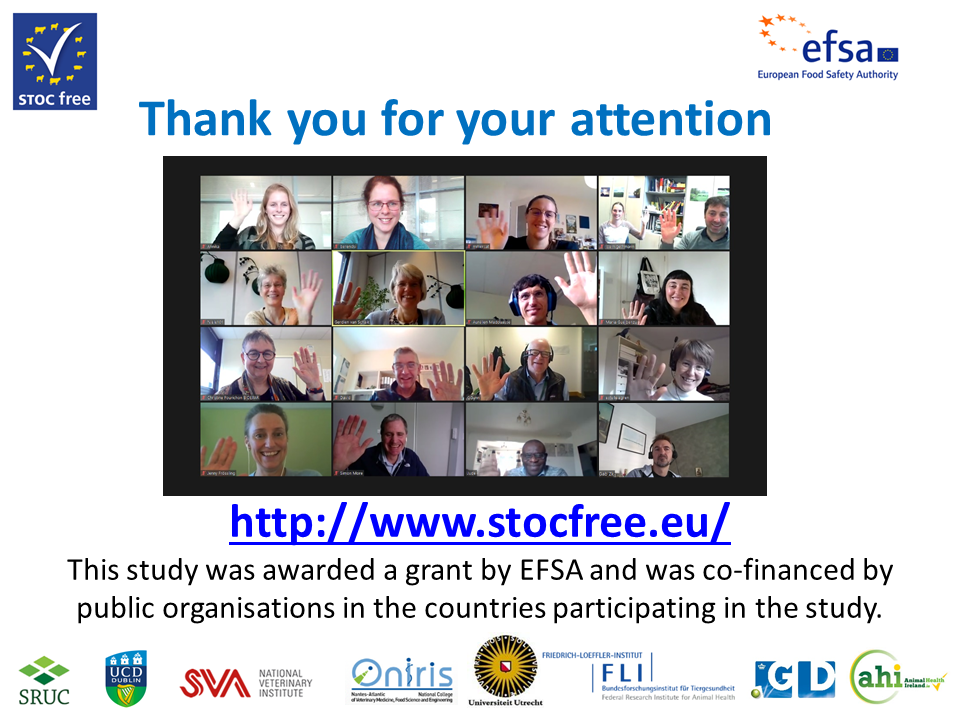 STOC free
efsa
European Food Safety Authority
Thank you for your attention
http://www.stocfree.eu/
This study was awarded a grant by EFSA and was co-financed by
public organisations in the countries participating in the study.
SRUC
UCD
DUBLIN
SVA
NATIONAL
VETERINARY
INSTITUTE
Oniris
Nantes-Atlantic
National College
of Veterinary Medicine, Food Science and Engineering
Universiteit Utrecht
FRIEDRICH-LOEFFLER-INSTITUT
FLI
Bundesforschungsinstitut für Tiergesundheit
Federal Research Institute for Animal Health
GD
ahi
Animal Health
Ireland.ie